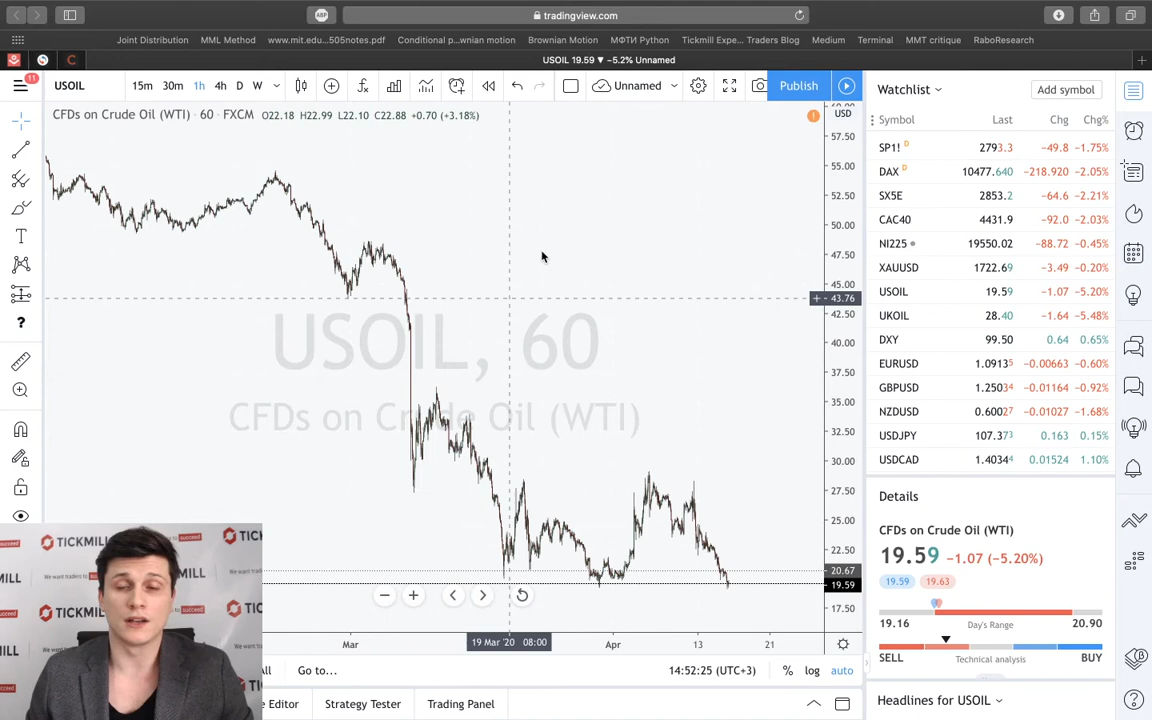 ABP
tradingview.com
Joint Distribution
MML Method
www.mit.edu...505notes.pdf
Conditional p...wnian motion
Brownian Motion
МФТИ Python
Tickmill Expe... Traders Blog
Medium
Terminal
MMT critique
RaboResearch
USOIL 19.59 ▼ −5.2% Unnamed
11
USOIL
15m
30m
1h
4h
D
W
Unnamed
Publish
CFDs on Crude Oil (WTI) · 60 · FXCM O22.18 H22.99 L22.10 C22.88 +0.70 (+3.18%)
USD
57.50
55.00
52.50
50.00
47.50
45.00
43.76
42.50
40.00
37.50
35.00
32.50
30.00
27.50
25.00
22.50
20.67
19.59
17.50
USOIL, 60
CFDs on Crude Oil (WTI)
Mar
19 Mar '20 08:00
Apr
13
21
Go to...
14:52:25 (UTC+3)
%
log
auto
Strategy Tester
Trading Panel
Watchlist
Add symbol
Symbol Last Chg Chg%
SP1! D 2793.3 −49.8 −1.75%
DAX D 10477.640 −218.920 −2.05%
SX5E 2853.2 −64.6 −2.21%
CAC40 4431.9 −92.0 −2.03%
NI225 19550.02 −88.72 −0.45%
XAUUSD 1722.69 −3.49 −0.20%
USOIL 19.59 −1.07 −5.20%
UKOIL 28.40 −1.64 −5.48%
DXY 99.50 0.64 0.65%
EURUSD 1.09135 −0.00663 −0.60%
GBPUSD 1.25034 −0.01164 −0.92%
NZDUSD 0.60027 −0.01027 −1.68%
USDJPY 107.373 0.163 0.15%
USDCAD 1.40344 0.01524 1.10%
Details
CFDs on Crude Oil (WTI)
19.59 −1.07 (−5.20%)
19.59 19.63
19.16 Day's Range 20.90
SELL Technical analysis BUY
Headlines for USOIL
TICKMILL
We want traders to succeed
TICKMILL